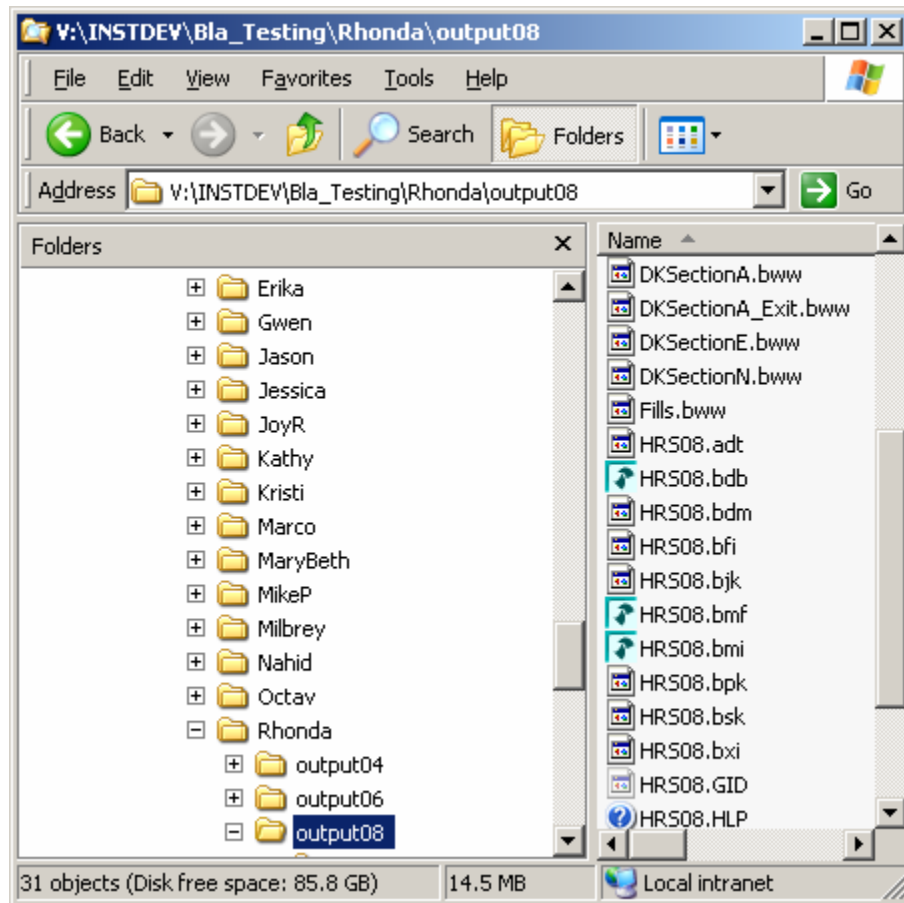 V:\INSTDEV\Bla_Testing\Rhonda\output08
File Edit View Favorites Tools Help
Back Search Folders
Address V:\INSTDEV\Bla_Testing\Rhonda\output08 Go
Folders
Erika
Gwen
Jason
Jessica
JoyR
Kathy
Kristi
Marco
MaryBeth
MikeP
Milbrey
Nahid
Octav
Rhonda
output04
output06
output08
Name
DKSectionA.bww
DKSectionA_Exit.bww
DKSectionE.bww
DKSectionN.bww
Fills.bww
HRS08.adt
HRS08.bdb
HRS08.bdm
HRS08.bfi
HRS08.bjk
HRS08.bmf
HRS08.bmi
HRS08.bpk
HRS08.bsk
HRS08.bxi
HRS08.GID
HRS08.HLP
31 objects (Disk free space: 85.8 GB) 14.5 MB Local intranet